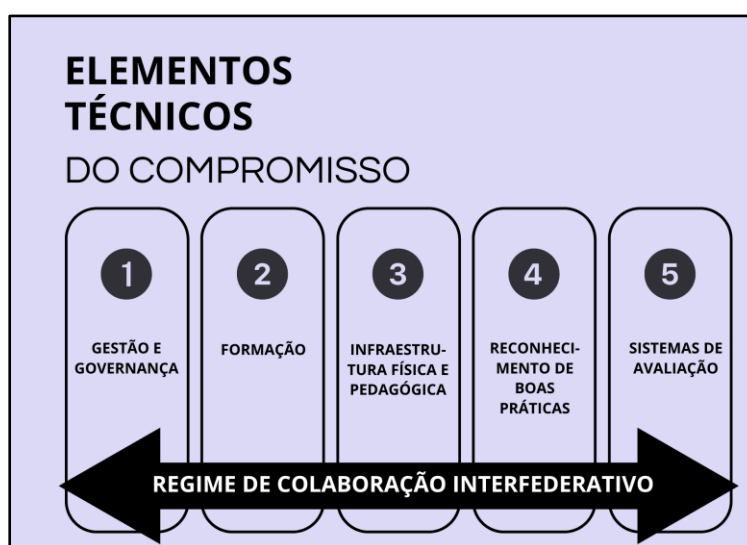 ELEMENTOS
TÉCNICOS
DO COMPROMISSO
1
GESTÃO E
GOVERNANÇA
2
FORMAÇÃO
3
INFRAESTRU-
TURA FÍSICA E
PEDAGÓGICA
4
RECONHECI-
MENTO DE
BOAS
PRÁTICAS
5
SISTEMAS DE
AVALIAÇÃO
REGIME DE COLABORAÇÃO INTERFEDERATIVO